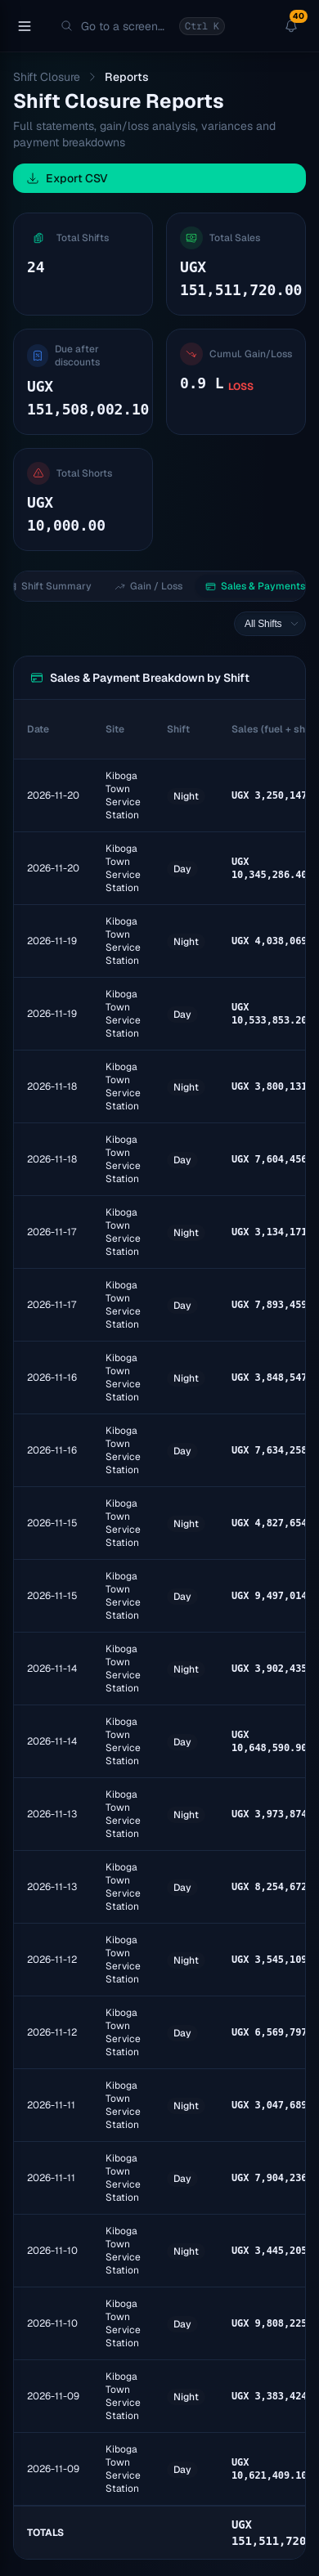 40
Go to a screen...
Ctrl K
Shift Closure > Reports
Shift Closure Reports
Full statements, gain/loss analysis, variances and
payment breakdowns
Export CSV
Total Shifts
24
Total Sales
UGX
151,511,720.00
Due after
discounts
UGX
151,508,002.10
Cumul. Gain/Loss
0.9 L LOSS
Total Shorts
UGX
10,000.00
Shift Summary
Gain / Loss
Sales & Payments
All Shifts
Sales & Payment Breakdown by Shift
Date Site Shift Sales (fuel + sh
Kiboga
Town
2026-11-20 Service Night UGX 3,250,147
Station
Kiboga
Town UGX
2026-11-20 Service Day 10,345,286.40
Station
Kiboga
Town
2026-11-19 Service Night UGX 4,038,069
Station
Kiboga
Town UGX
2026-11-19 Service Day 10,533,853.20
Station
Kiboga
Town
2026-11-18 Service Night UGX 3,800,131
Station
Kiboga
Town
2026-11-18 Service Day UGX 7,604,456
Station
Kiboga
Town
2026-11-17 Service Night UGX 3,134,171
Station
Kiboga
Town
2026-11-17 Service Day UGX 7,893,459
Station
Kiboga
Town
2026-11-16 Service Night UGX 3,848,547
Station
Kiboga
Town
2026-11-16 Service Day UGX 7,634,258
Station
Kiboga
Town
2026-11-15 Service Night UGX 4,827,654
Station
Kiboga
Town
2026-11-15 Service Day UGX 9,497,014
Station
Kiboga
Town
2026-11-14 Service Night UGX 3,902,435
Station
Kiboga
Town UGX
2026-11-14 Service Day 10,648,590.90
Station
Kiboga
Town
2026-11-13 Service Night UGX 3,973,874
Station
Kiboga
Town
2026-11-13 Service Day UGX 8,254,672
Station
Kiboga
Town
2026-11-12 Service Night UGX 3,545,109
Station
Kiboga
Town
2026-11-12 Service Day UGX 6,569,797
Station
Kiboga
Town
2026-11-11 Service Night UGX 3,047,689
Station
Kiboga
Town
2026-11-11 Service Day UGX 7,904,236
Station
Kiboga
Town
2026-11-10 Service Night UGX 3,445,205
Station
Kiboga
Town
2026-11-10 Service Day UGX 9,808,225
Station
Kiboga
Town
2026-11-09 Service Night UGX 3,383,424
Station
Kiboga
Town UGX
2026-11-09 Service Day 10,621,409.10
Station
TOTALS UGX
151,511,720